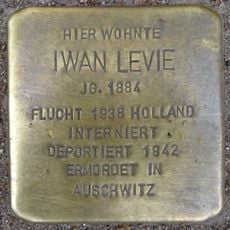 HIER WOHNTE
IWAN LEVIE
JG. 1884
FLUCHT 1938 HOLLAND
INTERNIERT
DEPORTIERT 1942
ERMORDET IN
AUSCHWITZ